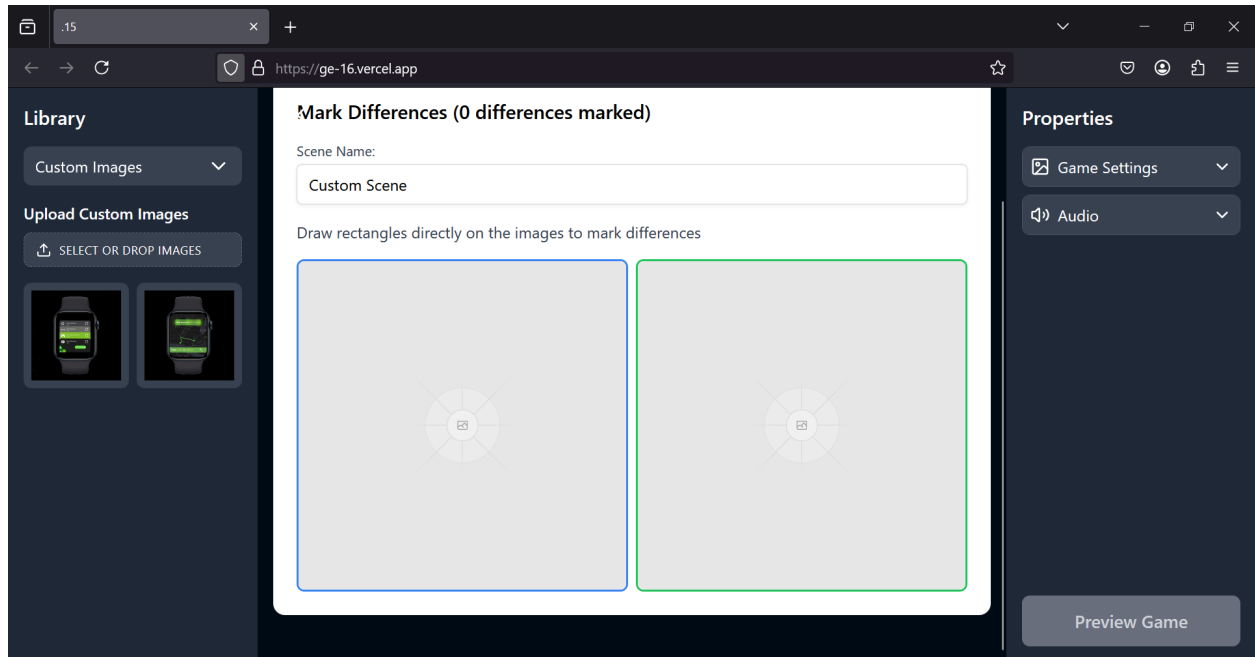 .15
https://ge-16.vercel.app
Library
Custom Images
Upload Custom Images
SELECT OR DROP IMAGES
Mark Differences (0 differences marked)
Scene Name:
Custom Scene
Draw rectangles directly on the images to mark differences
Properties
Game Settings
Audio
Preview Game